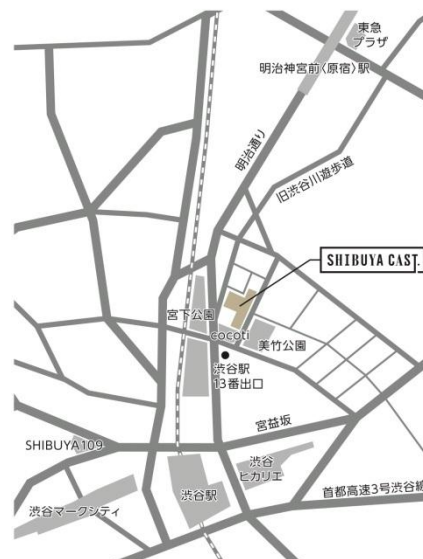 東急
プラザ
明治神宮前〈原宿〉駅
明治通り
旧渋谷川遊歩道
SHIBUYA CAST.
宮下公園
cocoti
美竹公園
渋谷駅
13番出口
宮益坂
SHIBUYA109
渋谷
ヒカリエ
渋谷駅
渋谷マークシティ
首都高速3号渋谷線